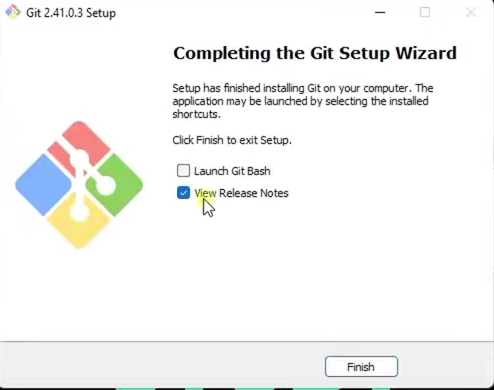 Git 2.41.0.3 Setup
Completing the Git Setup Wizard
Setup has finished installing Git on your computer. The
application may be launched by selecting the installed
shortcuts.
Click Finish to exit Setup.
Launch Git Bash
View Release Notes
Finish